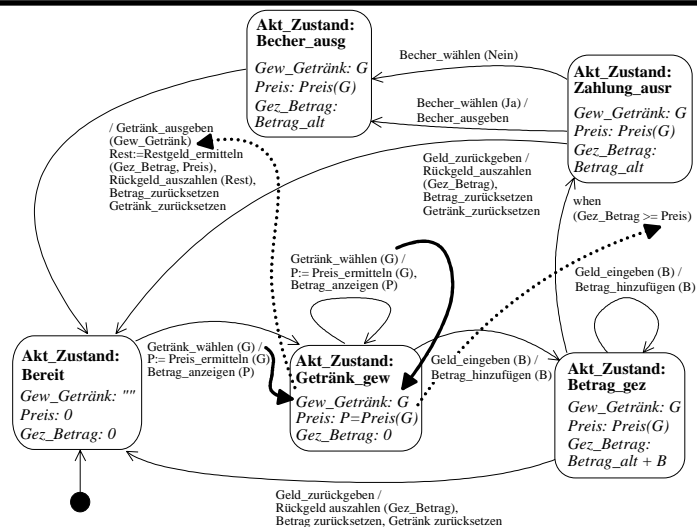 Akt_Zustand:
Becher_ausg
Gew_Getränk: G
Preis: Preis(G)
Gez_Betrag:
Betrag_alt
Becher_wählen (Nein)
Akt_Zustand:
Zahlung_ausr
Gew_Getränk: G
Preis: Preis(G)
Gez_Betrag:
Betrag_alt
Becher_wählen (Ja) /
Becher_ausgeben
/ Getränk_ausgeben
(Gew_Getränk)
Rest:=Restgeld_ermitteln
(Gez_Betrag, Preis),
Rückgeld_auszahlen (Rest),
Betrag_zurücksetzen
Getränk_zurücksetzen
Geld_zurückgeben /
Rückgeld_auszahlen
(Gez_Betrag),
Betrag_zurücksetzen
Getränk_zurücksetzen
when
(Gez_Betrag >= Preis)
Getränk_wählen (G) /
P:= Preis_ermitteln (G),
Betrag_anzeigen (P)
Geld_eingeben (B) /
Betrag_hinzufügen (B)
Akt_Zustand:
Bereit
Gew_Getränk: ""
Preis: 0
Gez_Betrag: 0
Getränk_wählen (G) /
P:= Preis_ermitteln (G)
Betrag_anzeigen (P)
Akt_Zustand:
Getränk_gew
Gew_Getränk: G
Preis: P=Preis(G)
Gez_Betrag: 0
Geld_eingeben (B) /
Betrag_hinzufügen (B)
Akt_Zustand:
Betrag_gez
Gew_Getränk: G
Preis: Preis(G)
Gez_Betrag:
Betrag_alt + B
Geld_zurückgeben /
Rückgeld auszahlen (Gez_Betrag),
Betrag zurücksetzen, Getränk zurücksetzen